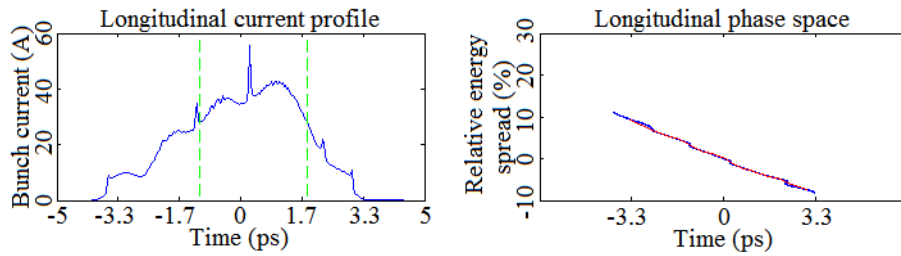 Longitudinal current profile
Bunch current (A)
60
40
20
0
-5 -3.3 -1.7 0 1.7 3.3 5
Time (ps)
Longitudinal phase space
Relative energy
spread (%)
30
20
10
0
-10
-3.3 0 3.3
Time (ps)